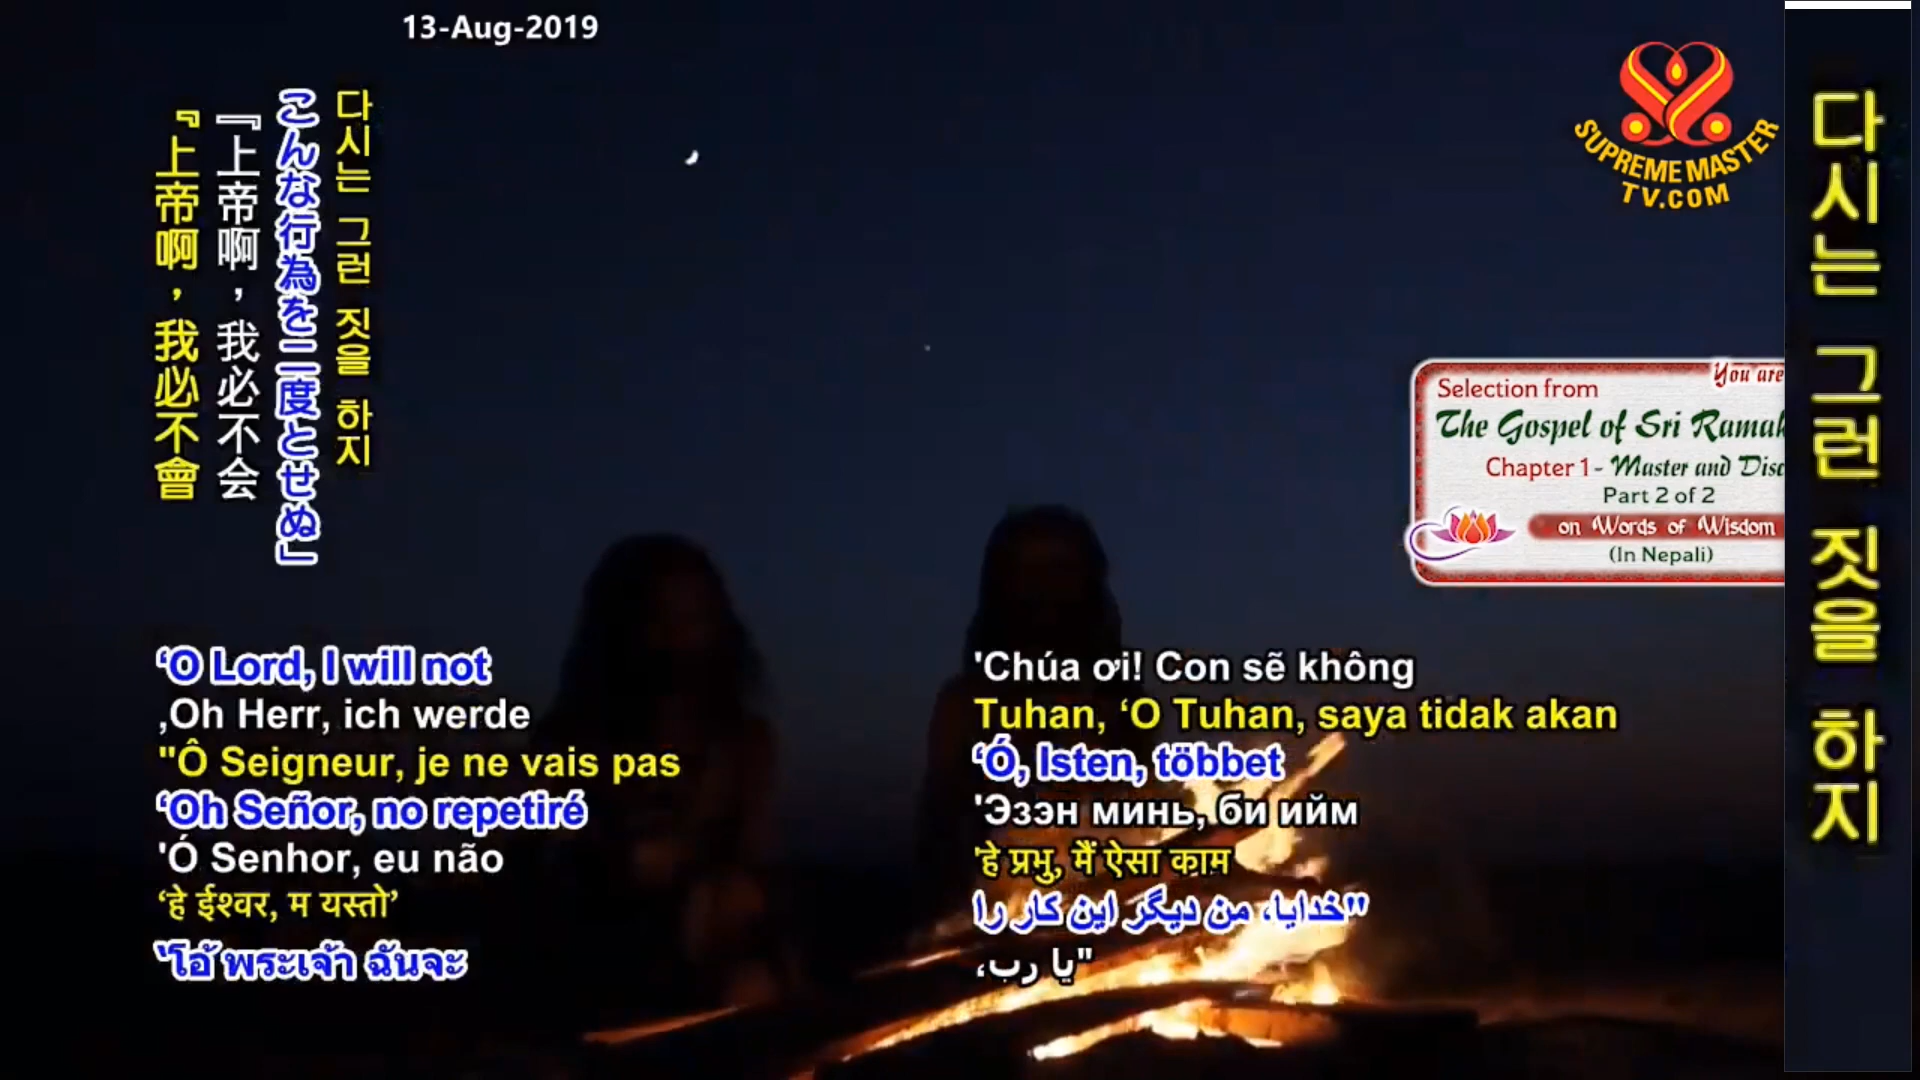 13-Aug-2019
다시는 그런 짓을 하지
こんな行為を二度とせぬ」
『上帝啊，我必不会
『上帝啊，我必不會
SUPREME MASTER
TV.COM
You are
Selection from
The Gospel of Sri Ramak
Chapter 1 - Master and Disc
Part 2 of 2
on Words of Wisdom
(In Nepali)
다시는 그런 짓을 하지
‘O Lord, I will not
‚Oh Herr, ich werde
"Ô Seigneur, je ne vais pas
‘Oh Señor, no repetiré
'Ó Senhor, eu não
‘हे ईश्वर, म यस्तो’
‘โอ้ พระเจ้า ฉันจะ
'Chúa ơi! Con sẽ không
Tuhan, ‘O Tuhan, saya tidak akan
‘Ó, Isten, többet
'Эзэн минь, би ийм
'हे प्रभु, मैं ऐसा काम
"خدایا، من دیگر این کار را
"يا رب،